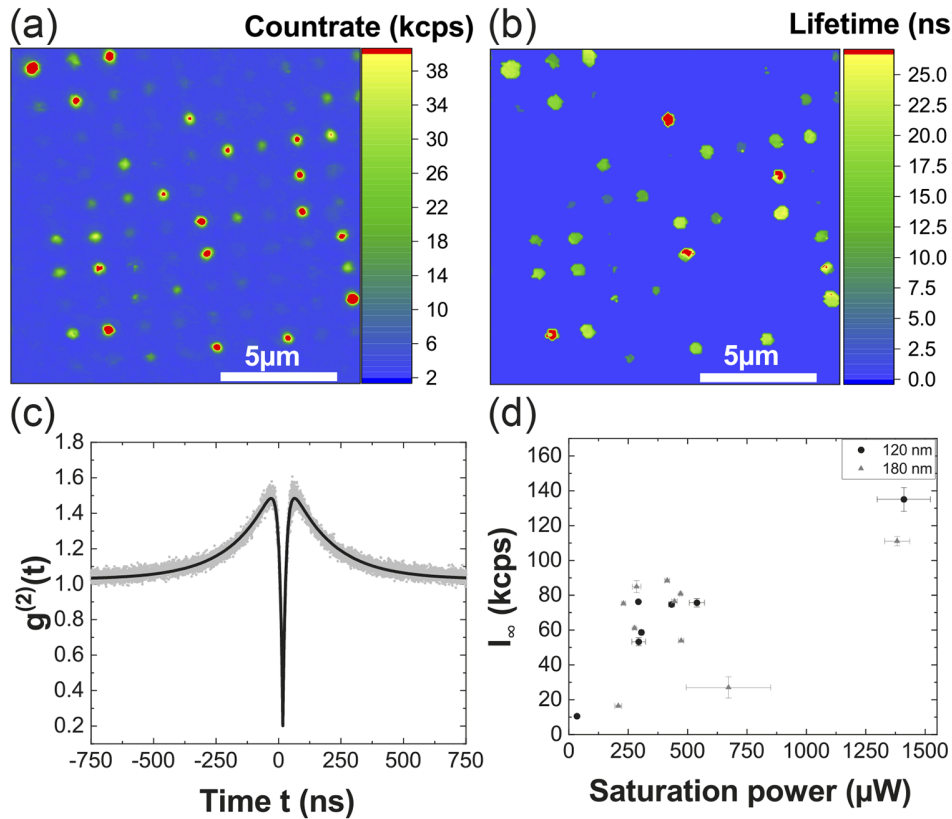 (a) Countrate (kcps)
38
34
30
26
22
18
14
10
6
2
5µm
(b) Lifetime (ns
25.0
22.5
20.0
17.5
15.0
12.5
10.0
7.5
5.0
2.5
0.0
5µm
(c)
1.8
1.6
1.4
1.2
1.0
0.8
0.6
0.4
0.2
g(2)(t)
-750 -500 -250 0 250 500 750
Time t (ns)
(d)
160
140
120
100
80
60
40
20
0
I∞ (kcps)
120 nm
180 nm
0 250 500 750 1000 1250 1500
Saturation power (µW)